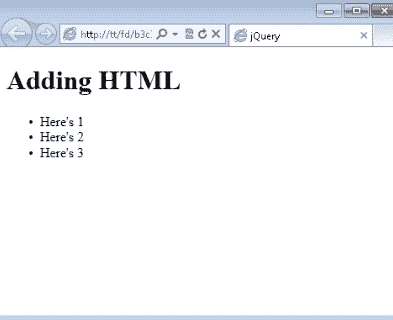 http://tt/fd/b3c
jQuery
Adding HTML
• Here's 1
• Here's 2
• Here's 3